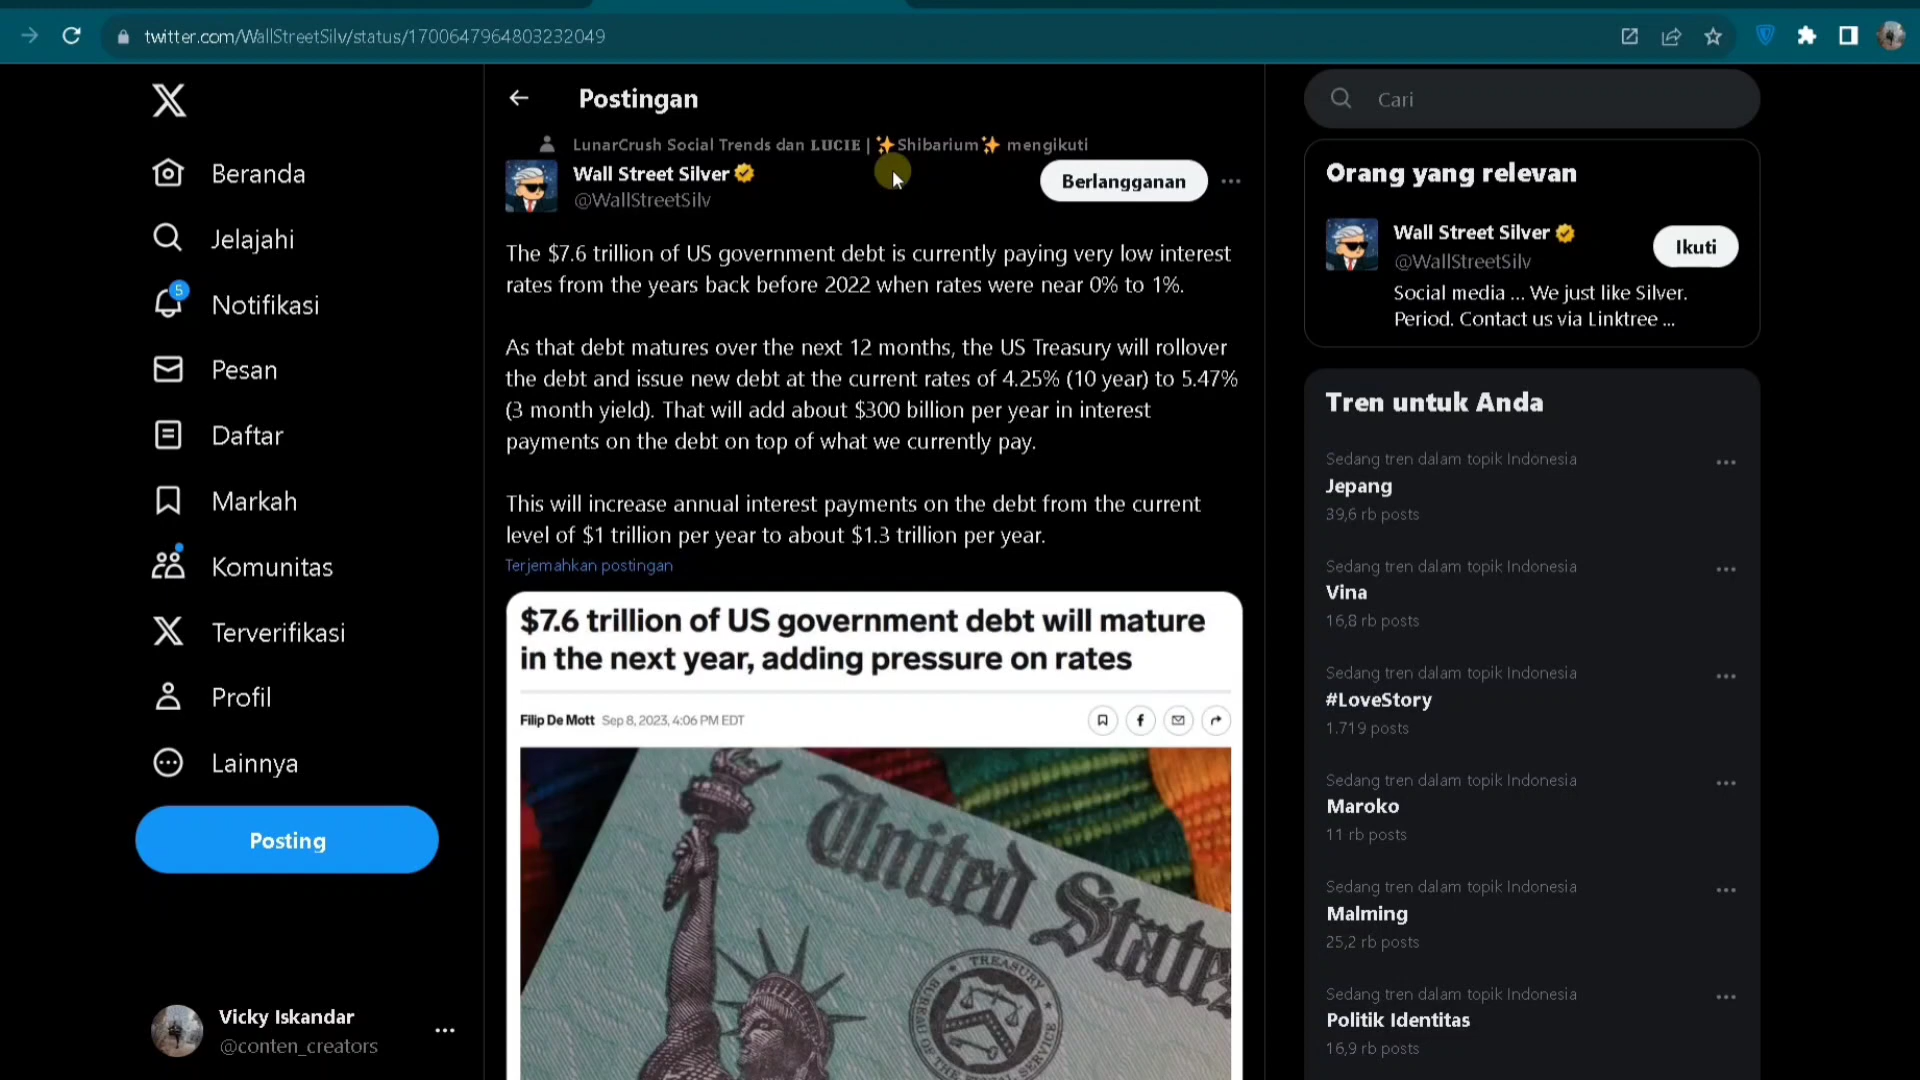 twitter.com/WallStreetSilv/status/1700647964803232049
X
Beranda
Jelajahi
5
Notifikasi
Pesan
Daftar
Markah
Komunitas
Terverifikasi
Profil
Lainnya
Posting
Vicky Iskandar
@conten_creators
Postingan
LunarCrush Social Trends dan LUCIE | ✨Shibarium✨ mengikuti
Wall Street Silver
@WallStreetSilv
Berlangganan
The $7.6 trillion of US government debt is currently paying very low interest
rates from the years back before 2022 when rates were near 0% to 1%.
As that debt matures over the next 12 months, the US Treasury will rollover
the debt and issue new debt at the current rates of 4.25% (10 year) to 5.47%
(3 month yield). That will add about $300 billion per year in interest
payments on the debt on top of what we currently pay.
This will increase annual interest payments on the debt from the current
level of $1 trillion per year to about $1.3 trillion per year.
Terjemahkan postingan
$7.6 trillion of US government debt will mature
in the next year, adding pressure on rates
Filip De Mott Sep 8, 2023, 4:06 PM EDT
United States
TREASURY
BUREAU OF THE FISCAL SERVICE
Cari
Orang yang relevan
Wall Street Silver
@WallStreetSilv
Ikuti
Social media ... We just like Silver.
Period. Contact us via Linktree ...
Tren untuk Anda
Sedang tren dalam topik Indonesia
Jepang
39,6 rb posts
Sedang tren dalam topik Indonesia
Vina
16,8 rb posts
Sedang tren dalam topik Indonesia
#LoveStory
1.719 posts
Sedang tren dalam topik Indonesia
Maroko
11 rb posts
Sedang tren dalam topik Indonesia
Malming
25,2 rb posts
Sedang tren dalam topik Indonesia
Politik Identitas
16,9 rb posts